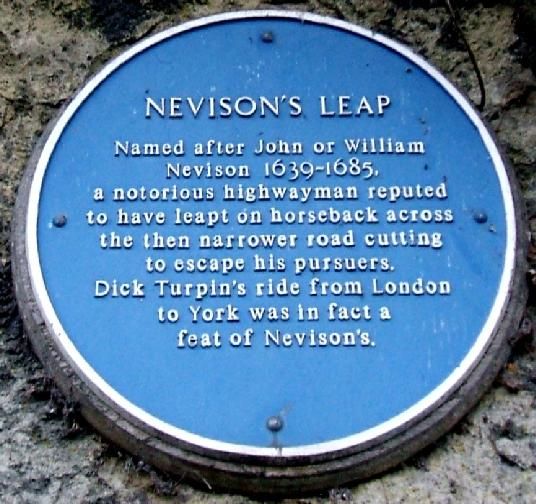 NEVISON'S LEAP
Named after John or William
Nevison 1639-1685,
a notorious highwayman reputed
to have leapt on horseback across
the then narrower road cutting
to escape his pursuers.
Dick Turpin's ride from London
to York was in fact a
feat of Nevison's.